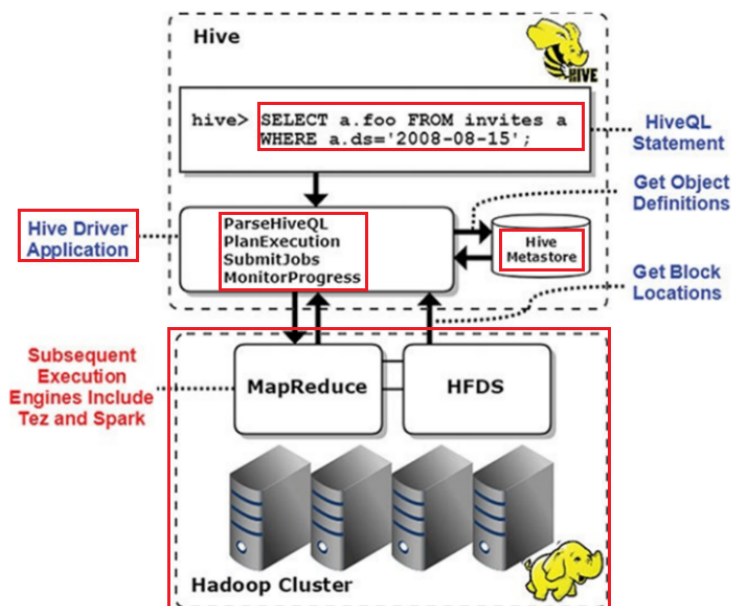 Hive
HIVE
hive> SELECT a.foo FROM invites a
WHERE a.ds='2008-08-15';
HiveQL
Statement
Get Object
Definitions
Hive Driver
Application
ParseHiveQL
PlanExecution
SubmitJobs
MonitorProgress
Hive
Metastore
Get Block
Locations
Subsequent
Execution
Engines Include
Tez and Spark
MapReduce
HFDS
Hadoop Cluster